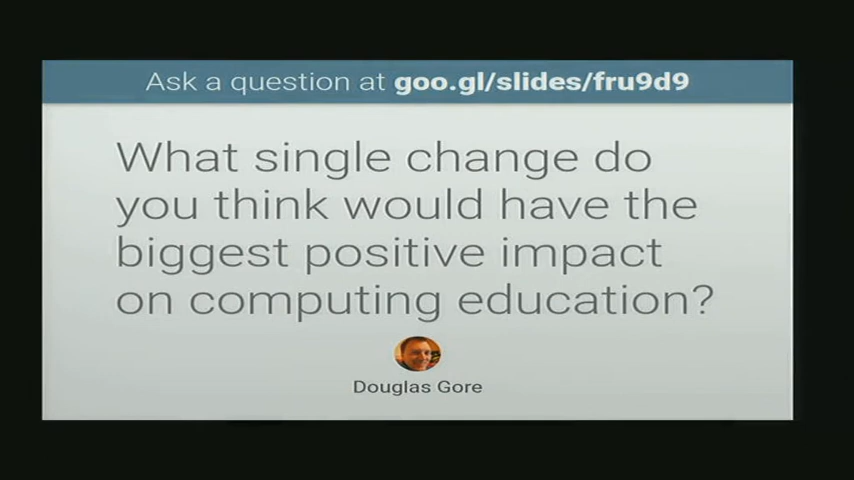 Ask a question at goo.gl/slides/fru9d9
What single change do
you think would have the
biggest positive impact
on computing education?
Douglas Gore